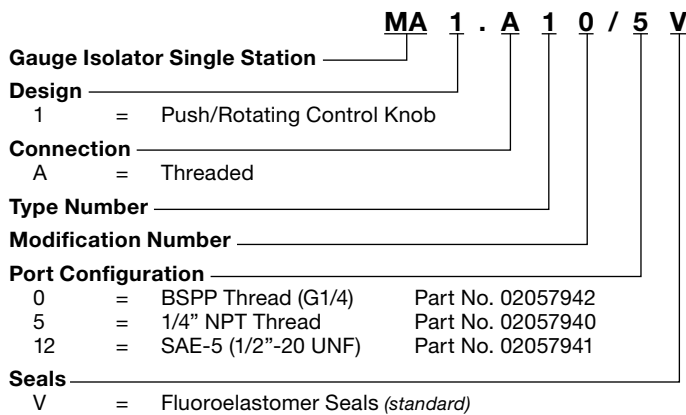 MA 1 . A 1 0 / 5 V
Gauge Isolator Single Station
Design
1 = Push/Rotating Control Knob
Connection
A = Threaded
Type Number
Modification Number
Port Configuration
0 = BSPP Thread (G1/4) Part No. 02057942
5 = 1/4” NPT Thread Part No. 02057940
12 = SAE-5 (1/2”-20 UNF) Part No. 02057941
Seals
V = Fluoroelastomer Seals (standard)